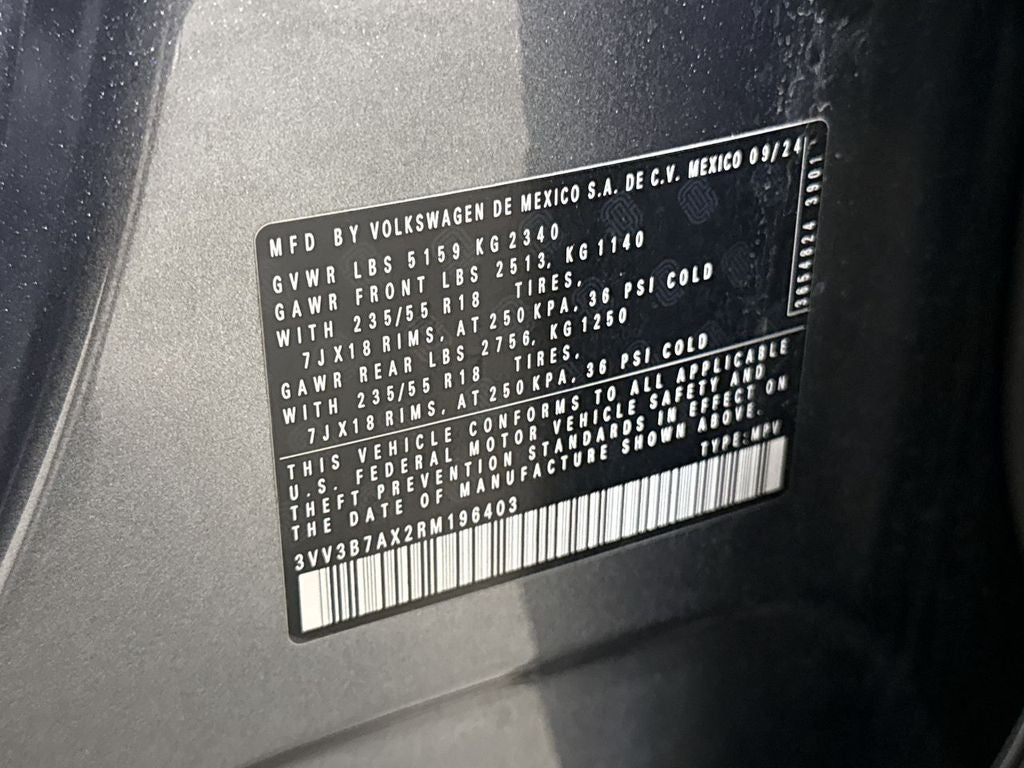 MFD BY VOLKSWAGEN DE MEXICO S.A. DE C.V. MEXICO 09/24
GVWR LBS 5159 KG 2340
GAWR FRONT LBS 2513, KG 1140
WITH 235/55 R18 TIRES,
7JX18 RIMS, AT 250 KPA, 36 PSI COLD
GAWR REAR LBS 2756, KG 1250
WITH 235/55 R18 TIRES,
7JX18 RIMS, AT 250 KPA, 36 PSI COLD
THIS VEHICLE CONFORMS TO ALL APPLICABLE
U.S. FEDERAL MOTOR VEHICLE SAFETY AND
THEFT PREVENTION STANDARDS IN EFFECT ON
THE DATE OF MANUFACTURE SHOWN ABOVE.
TYPE: MPV
3VV3B7AX2RM196403